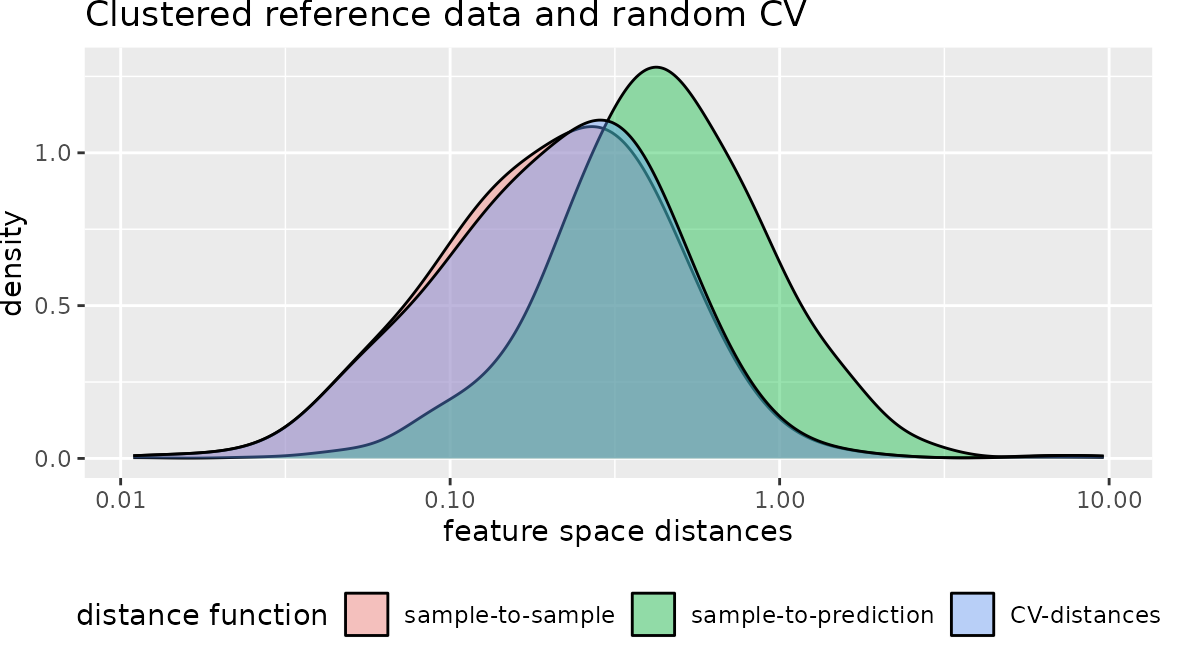 Clustered reference data and random CV
density
1.0
0.5
0.0
0.01 0.10 1.00 10.00
feature space distances
distance function sample-to-sample sample-to-prediction CV-distances